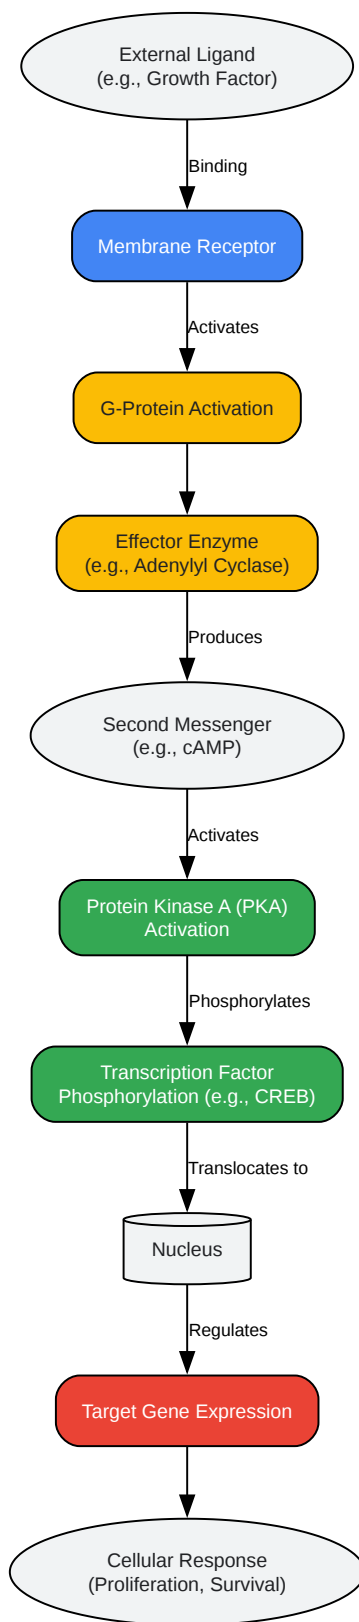 External Ligand
(e.g., Growth Factor)
Binding
Membrane Receptor
Activates
G-Protein Activation
Effector Enzyme
(e.g., Adenylyl Cyclase)
Produces
Second Messenger
(e.g., cAMP)
Activates
Protein Kinase A (PKA)
Activation
Phosphorylates
Transcription Factor
Phosphorylation (e.g., CREB)
Translocates to
Nucleus
Regulates
Target Gene Expression
Cellular Response
(Proliferation, Survival)